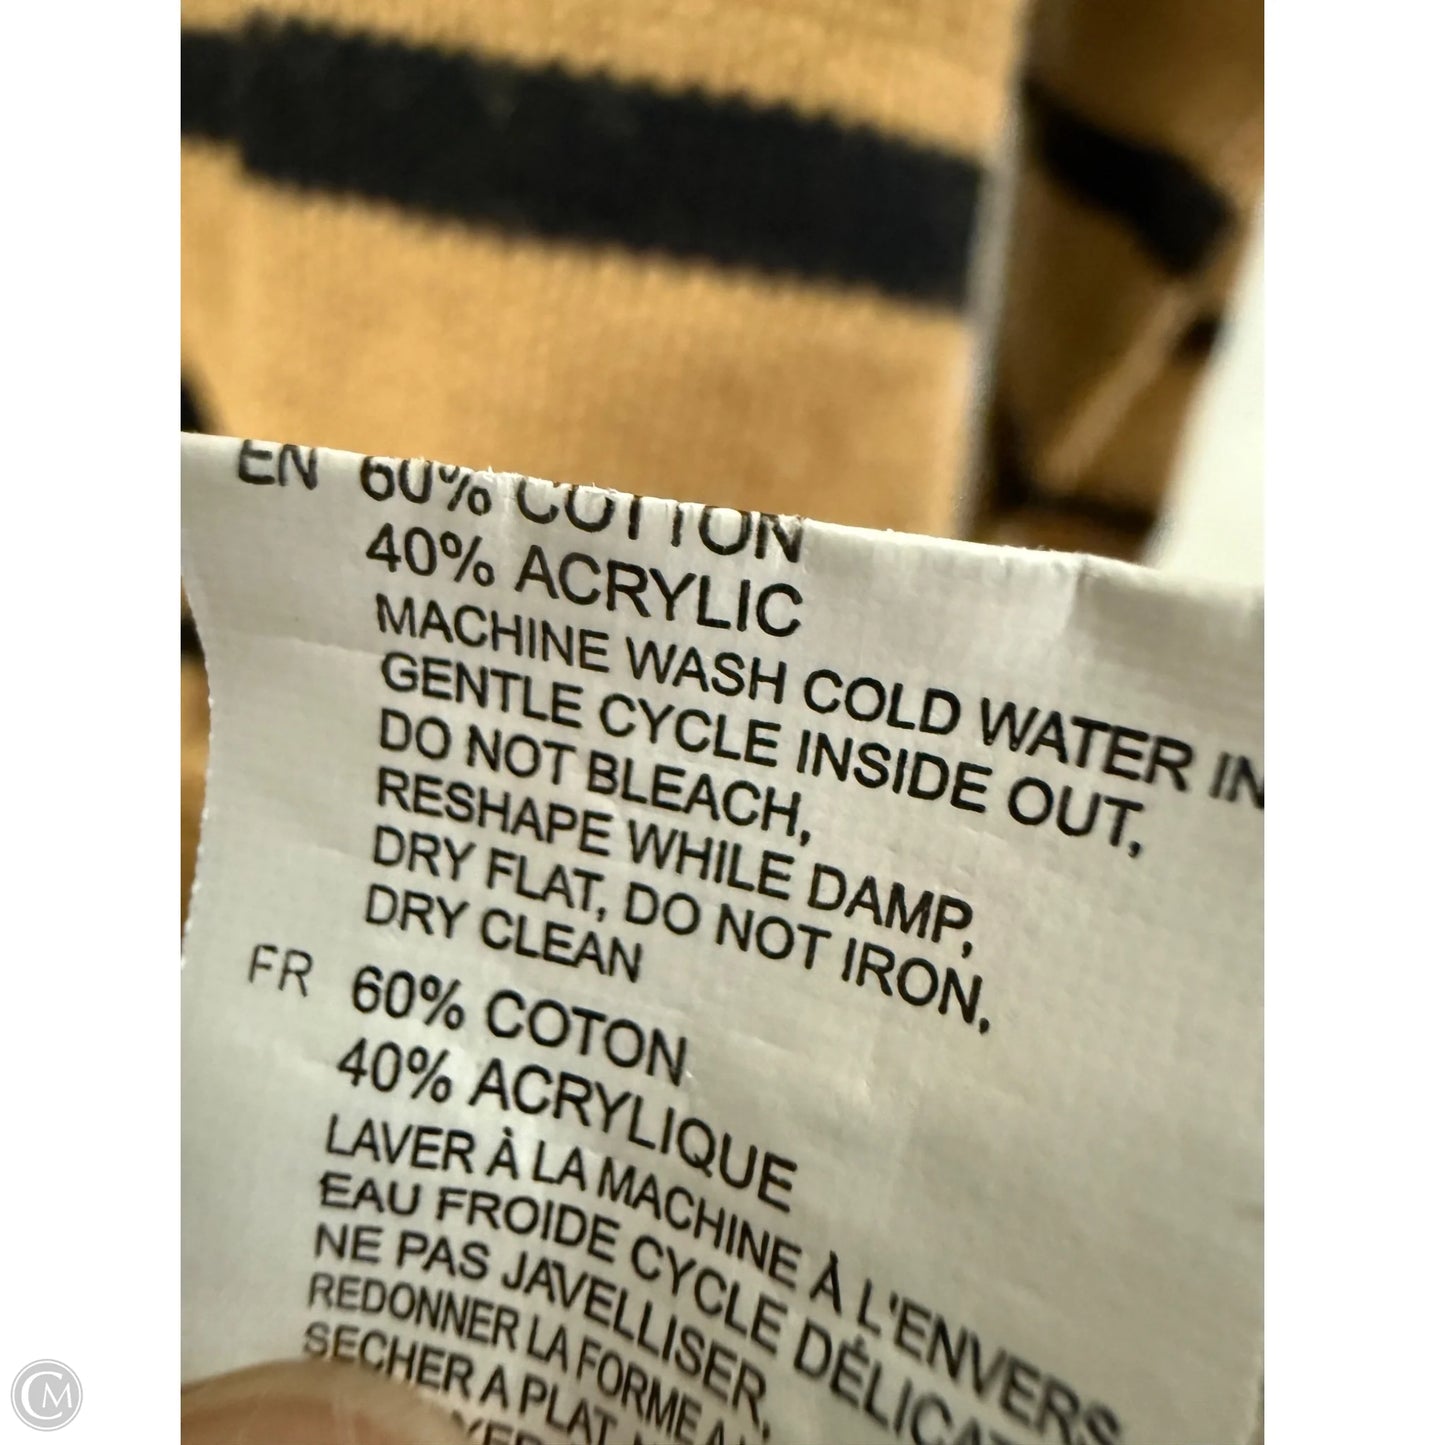 EN 60% COTTON
40% ACRYLIC
MACHINE WASH COLD WATER IN
GENTLE CYCLE INSIDE OUT,
DO NOT BLEACH,
RESHAPE WHILE DAMP,
DRY FLAT, DO NOT IRON,
DRY CLEAN
FR 60% COTON
40% ACRYLIQUE
LAVER À LA MACHINE À L'ENVERS
EAU FROIDE CYCLE DÉLICAT
NE PAS JAVELLISER,
REDONNER LA FORME
SECHER A PLAT,
CM